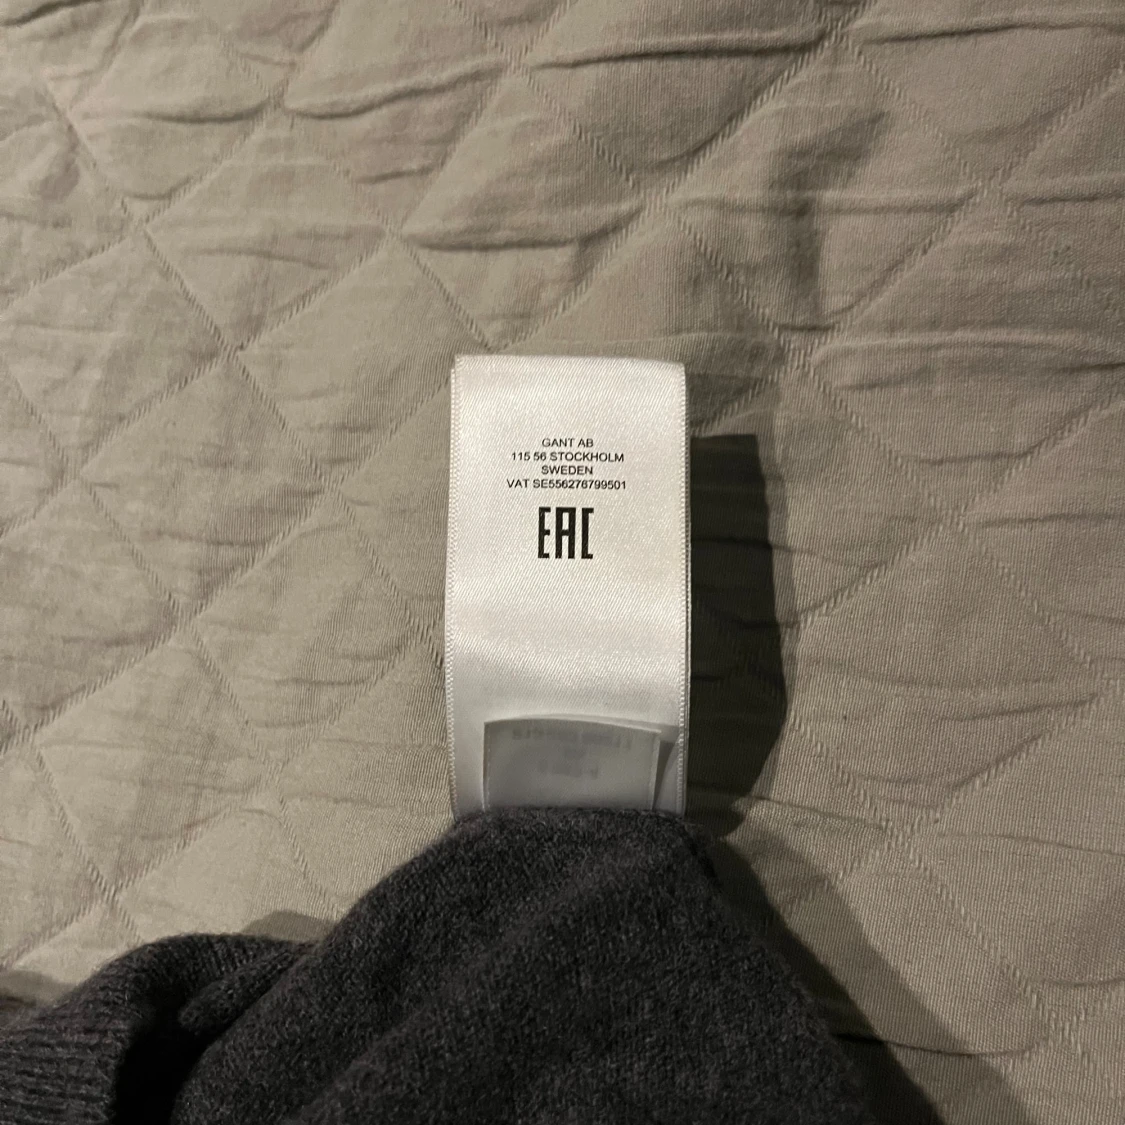 GANT AB
115 56 STOCKHOLM
SWEDEN
VAT SE556276799501
EAC